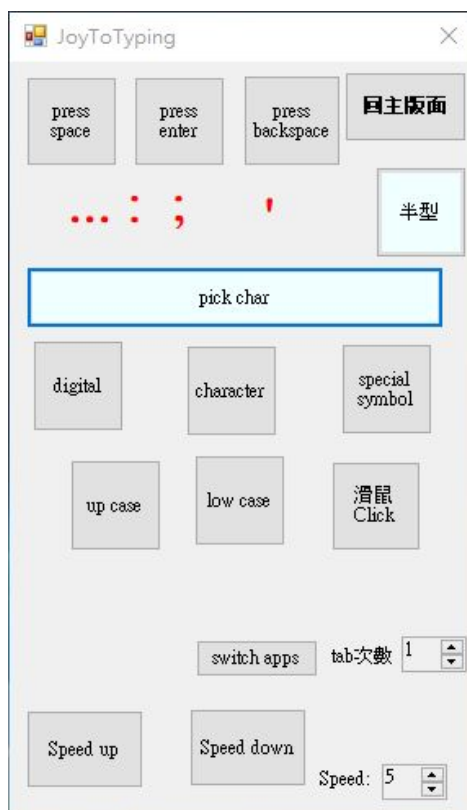 JoyToTyping
press
space
press
enter
press
backspace
回主版面
...：； '
半型
pick char
digital
character
special
symbol
up case
low case
滑鼠
Click
switch apps
tab次數
1
Speed up
Speed down
Speed:
5